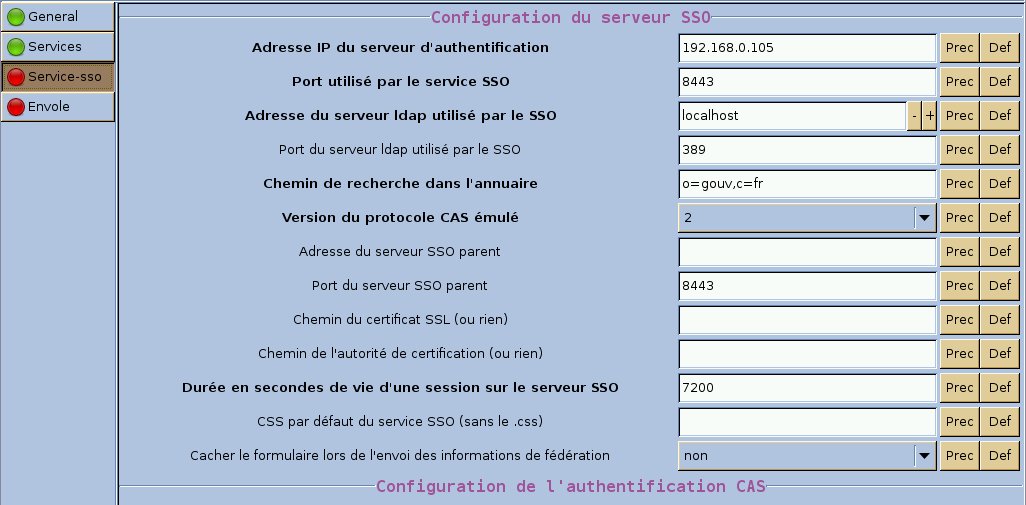 General
Services
Service-sso
Envole
Configuration du serveur SSO
Adresse IP du serveur d'authentification 192.168.0.105 Prec Def
Port utilisé par le service SSO 8443 Prec Def
Adresse du serveur ldap utilisé par le SSO localhost - + Prec Def
Port du serveur ldap utilisé par le SSO 389 Prec Def
Chemin de recherche dans l'annuaire o=gouv,c=fr Prec Def
Version du protocole CAS émulé 2 Prec Def
Adresse du serveur SSO parent Prec Def
Port du serveur SSO parent 8443 Prec Def
Chemin du certificat SSL (ou rien) Prec Def
Chemin de l'autorité de certification (ou rien) Prec Def
Durée en secondes de vie d'une session sur le serveur SSO 7200 Prec Def
CSS par défaut du service SSO (sans le .css) Prec Def
Cacher le formulaire lors de l'envoi des informations de fédération non Prec Def
Configuration de l'authentification CAS